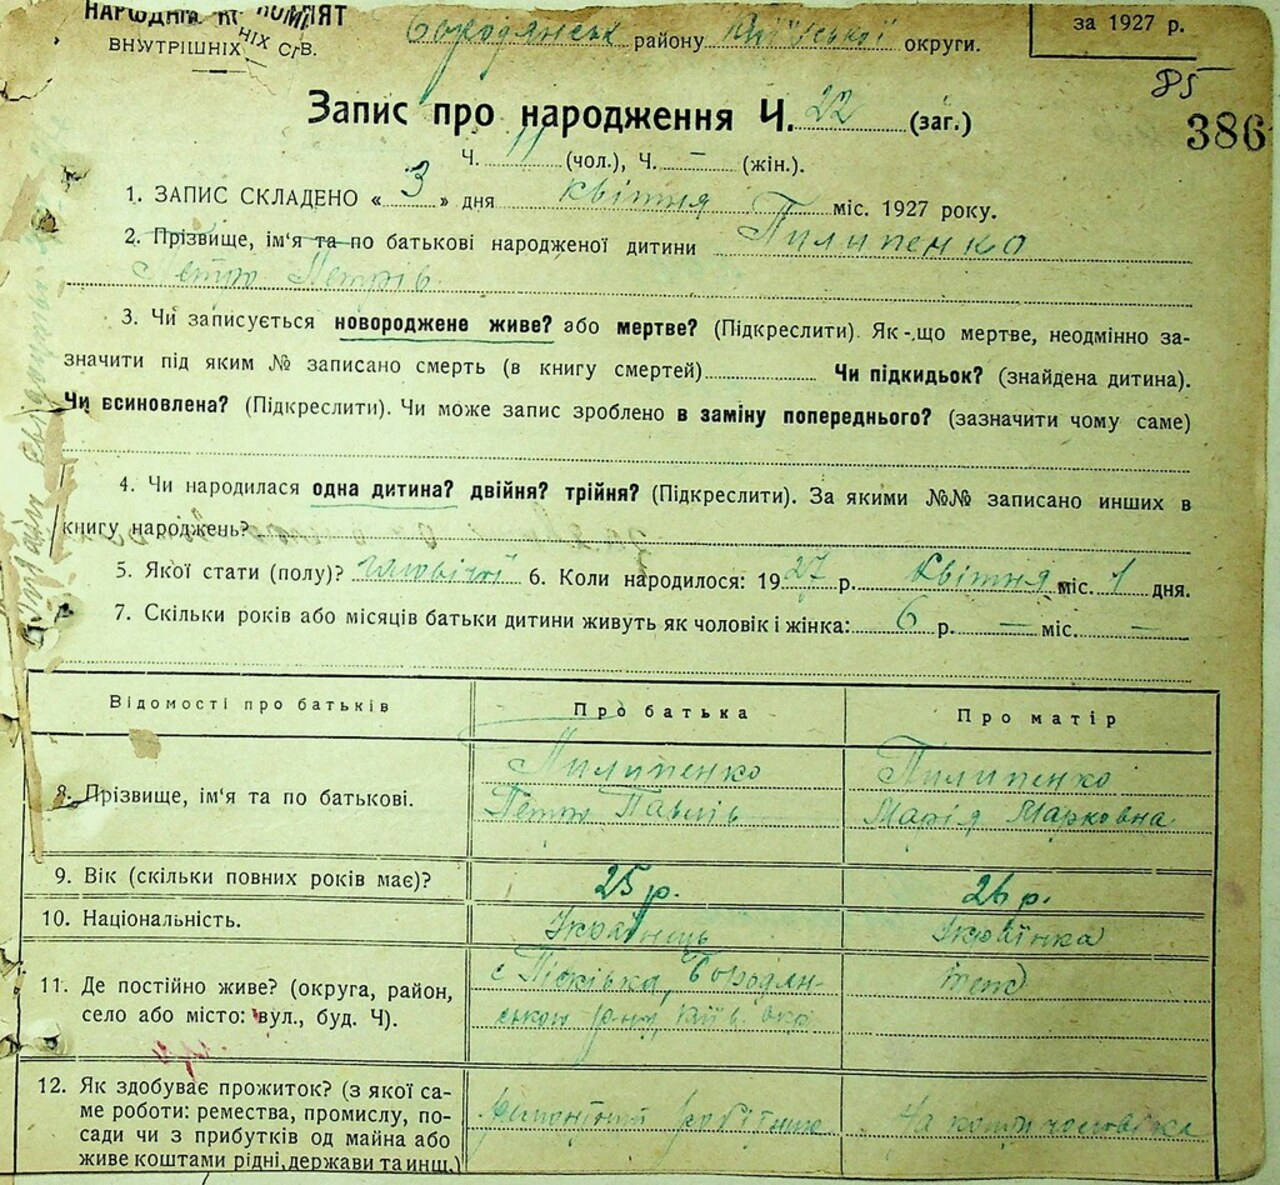 НАРОДНІЙ КОМІСАРІЯТ
ВНУТРІШНІХ СПР.
Бородянськ району Київської округи.
за 1927 р.
85
386
Запис про народження Ч. 22 (заг.)
Ч. 11 (чол.), Ч. – (жін.).
1. ЗАПИС СКЛАДЕНО « 3 » дня квітня міс. 1927 року.
2. Прізвище, ім‘я та по батькові народженої дитини Пилипенко
Петро Петрів
3. Чи записується новороджене живе? або мертве? (Підкреслити). Як-що мертве, неодмінно за-
значити під яким № записано смерть (в книгу смертей) Чи підкидьок? (знайдена дитина).
Чи всиновлена? (Підкреслити). Чи може запис зроблено в заміну попереднього? (зазначити чому саме)
4. Чи народилася одна дитина? двійня? трійня? (Підкреслити). За якими №№ записано инших в
книгу народжень?
5. Якої стати (полу)? чоловічої 6. Коли народилося: 1927 р. Квітня міс. 1 дня.
7. Скільки років або місяців батьки дитини живуть як чоловік і жінка: 6 р. — міс. —
Відомості про батьків Про батька Про матір
8. Прізвище, ім‘я та по батькові.
Пилипенко
Петро Павлів
Пилипенко
Марія Марковна
9. Вік (скільки повних років має)? 25 р. 26 р.
10. Національність. Українець Українка
11. Де постійно живе? (округа, район,
село або місто: вул., буд. Ч).
с Пісківка, Бородян-
ського р-ну, Київ. окр.
тепер
12. Як здобуває прожиток? (з якої са-
ме роботи: ремества, промислу, по-
сади чи з прибутків од майна або
живе коштами рідні, держави та инщ.)
ремонтний робітник
На кошти чоловіка